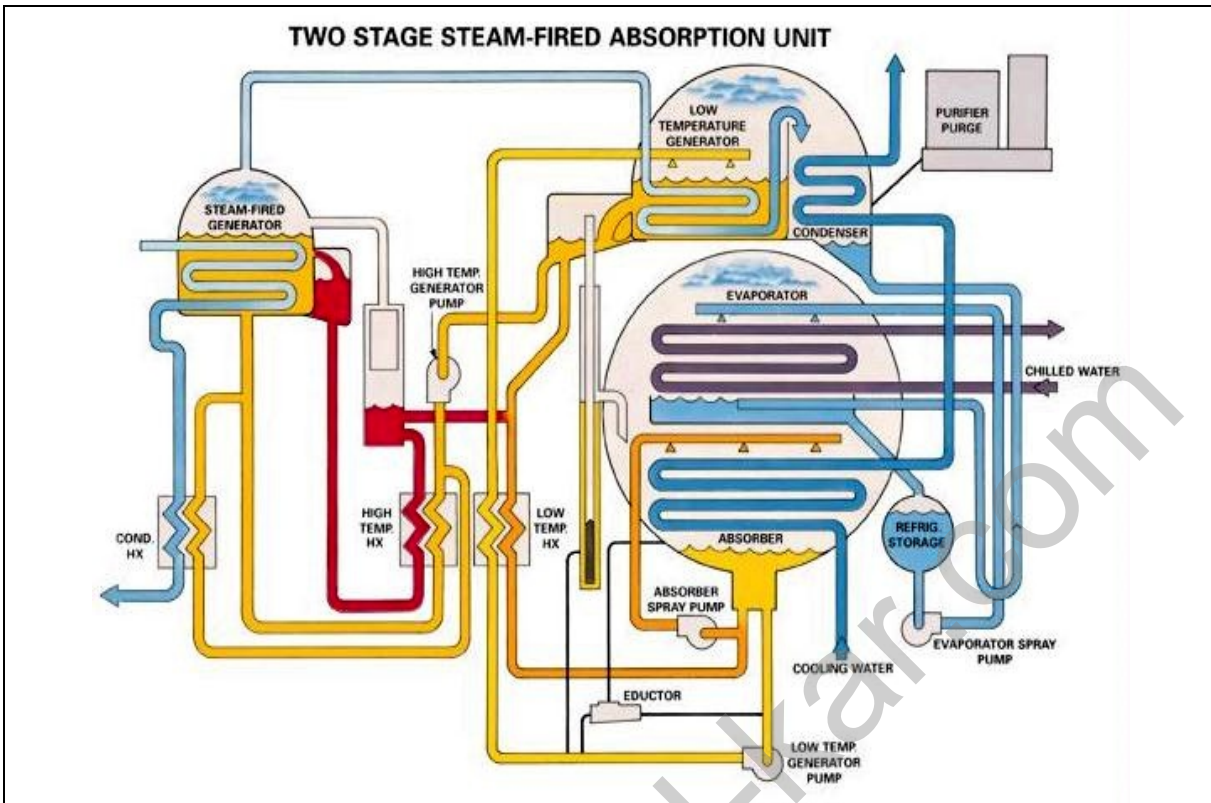 TWO STAGE STEAM-FIRED ABSORPTION UNIT
LOW
TEMPERATURE
GENERATOR
PURIFIER
PURGE
STEAM-FIRED
GENERATOR
CONDENSER
HIGH TEMP.
GENERATOR
PUMP
EVAPORATOR
CHILLED WATER
COND.
HX
HIGH
TEMP.
HX
LOW
TEMP.
HX
REFRIG.
STORAGE
ABSORBER
ABSORBER
SPRAY PUMP
EVAPORATOR SPRAY
PUMP
COOLING WATER
EDUCTOR
LOW TEMP.
GENERATOR
PUMP